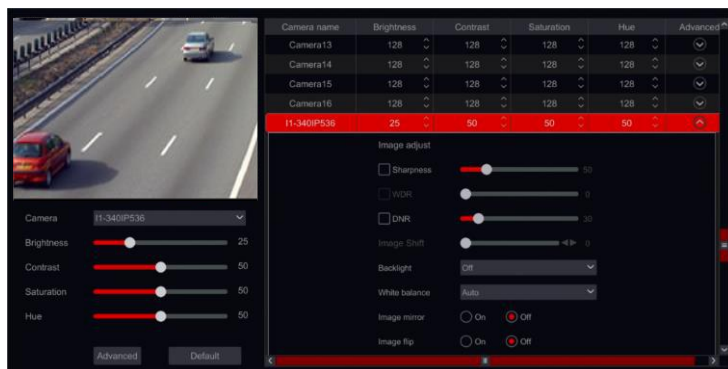 Camera name Brightness Contrast Saturation Hue Advanced
Camera13 128 128 128 128
Camera14 128 128 128 128
Camera15 128 128 128 128
Camera16 128 128 128 128
I1-340IP536 25 50 50 50
Image adjust
Sharpness 50
WDR 0
DNR 30
Image Shift 0
Backlight Off
White balance Auto
Image mirror On Off
Image flip On Off
Camera I1-340IP536
Brightness 25
Contrast 50
Saturation 50
Hue 50
Advanced Default